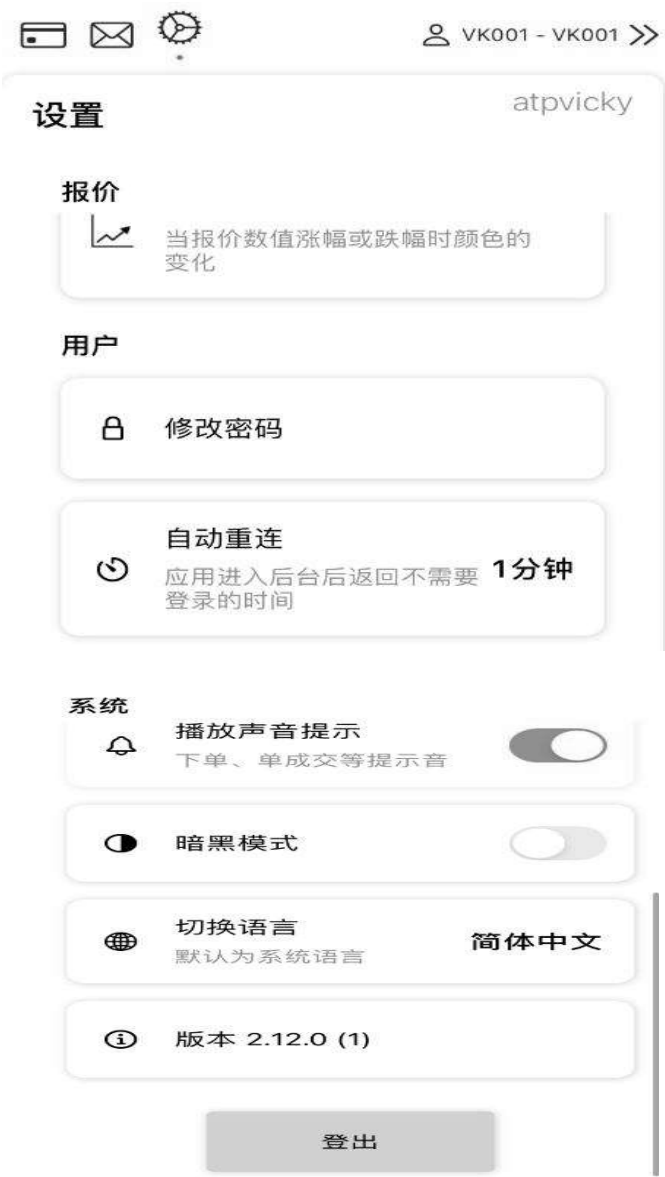 VK001 - VK001
设置
atpvicky
报价
当报价数值涨幅或跌幅时颜色的
变化
用户
修改密码
自动重连
应用进入后台后返回不需要
登录的时间
1分钟
系统
播放声音提示
下单、单成交等提示音
暗黑模式
切换语言
默认为系统语言
简体中文
版本 2.12.0 (1)
登出